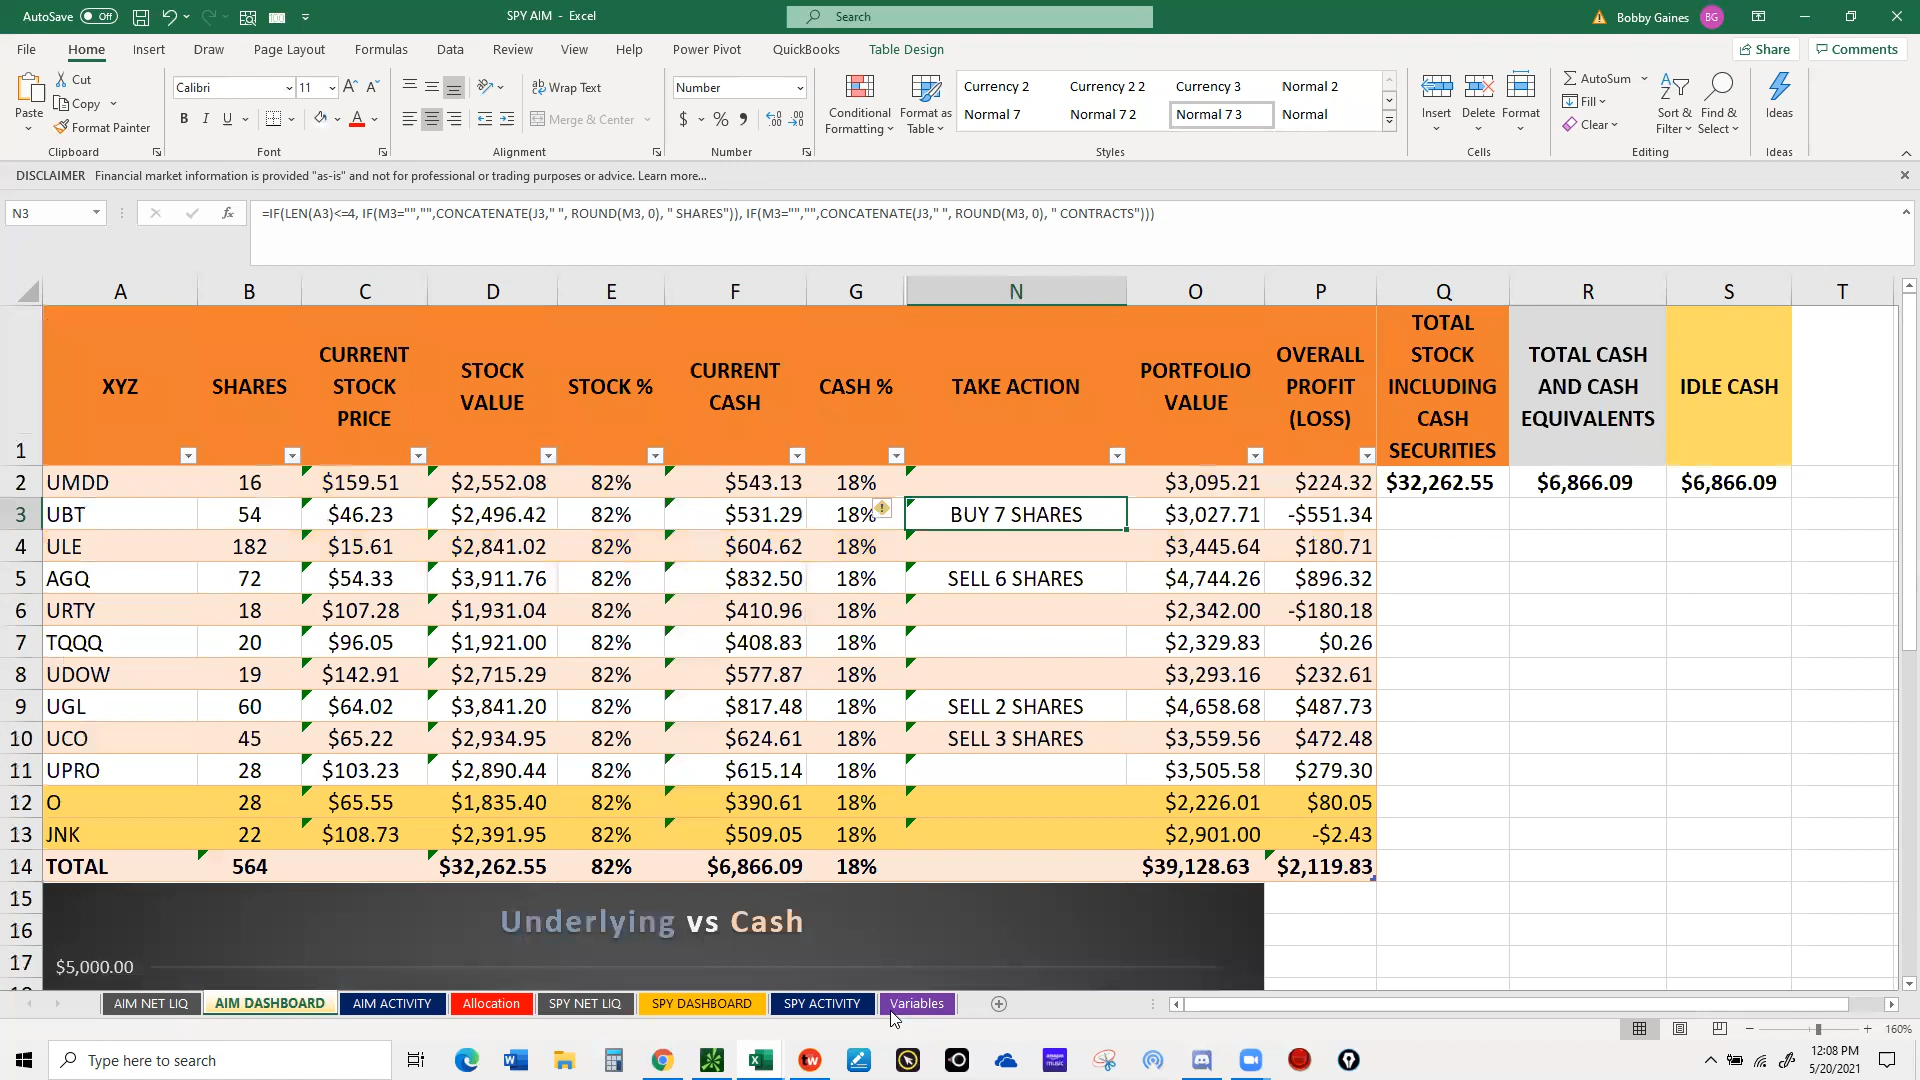 AutoSave Off SPY AIM - Excel Search Bobby Gaines BG
File Home Insert Draw Page Layout Formulas Data Review View Help Power Pivot QuickBooks Table Design Share Comments
Paste Cut Copy Format Painter Clipboard
Calibri 11 B I U A A A Font
Wrap Text Merge & Center Alignment
Number $ % Number
Conditional Formatting Format as Table
Currency 2 Currency 2 2 Currency 3 Normal 2
Normal 7 Normal 7 2 Normal 7 3 Normal
Styles
Insert Delete Format Cells
AutoSum Fill Clear Sort & Filter Find & Select Editing
Ideas Ideas
DISCLAIMER Financial market information is provided "as-is" and not for professional or trading purposes or advice. Learn more...
N3 fx =IF(LEN(A3)<=4, IF(M3="","",CONCATENATE(J3," ", ROUND(M3, 0), " SHARES")), IF(M3="","",CONCATENATE(J3," ", ROUND(M3, 0), " CONTRACTS")))
A B C D E F G N O P Q R S T
1 XYZ SHARES CURRENT STOCK PRICE STOCK VALUE STOCK % CURRENT CASH CASH % TAKE ACTION PORTFOLIO VALUE OVERALL PROFIT (LOSS) TOTAL STOCK INCLUDING CASH SECURITIES TOTAL CASH AND CASH EQUIVALENTS IDLE CASH
2 UMDD 16 $159.51 $2,552.08 82% $543.13 18% $3,095.21 $224.32 $32,262.55 $6,866.09 $6,866.09
3 UBT 54 $46.23 $2,496.42 82% $531.29 18% BUY 7 SHARES $3,027.71 -$551.34
4 ULE 182 $15.61 $2,841.02 82% $604.62 18% $3,445.64 $180.71
5 AGQ 72 $54.33 $3,911.76 82% $832.50 18% SELL 6 SHARES $4,744.26 $896.32
6 URTY 18 $107.28 $1,931.04 82% $410.96 18% $2,342.00 -$180.18
7 TQQQ 20 $96.05 $1,921.00 82% $408.83 18% $2,329.83 $0.26
8 UDOW 19 $142.91 $2,715.29 82% $577.87 18% $3,293.16 $232.61
9 UGL 60 $64.02 $3,841.20 82% $817.48 18% SELL 2 SHARES $4,658.68 $487.73
10 UCO 45 $65.22 $2,934.95 82% $624.61 18% SELL 3 SHARES $3,559.56 $472.48
11 UPRO 28 $103.23 $2,890.44 82% $615.14 18% $3,505.58 $279.30
12 O 28 $65.55 $1,835.40 82% $390.61 18% $2,226.01 $80.05
13 JNK 22 $108.73 $2,391.95 82% $509.05 18% $2,901.00 -$2.43
14 TOTAL 564 $32,262.55 82% $6,866.09 18% $39,128.63 $2,119.83
15
16 Underlying vs Cash
17 $5,000.00
AIM NET LIQ AIM DASHBOARD AIM ACTIVITY Allocation SPY NET LIQ SPY DASHBOARD SPY ACTIVITY Variables
160%
Type here to search 12:08 PM
5/20/2021